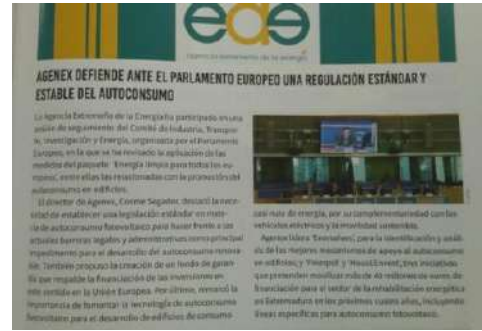 eae
AGENEX DEFIENDE ANTE EL PARLAMENTO EUROPEO UNA REGULACIÓN ESTÁNDAR Y
ESTABLE DEL AUTOCONSUMO
La Agencia Extremeña de la Energía ha participado en una
sesión de seguimiento del Comité de Industria, Transpor-
te, Investigación y Energía, organizada por el Parlamento
Europeo, en la que se ha revisado la aplicación de las
medidas del paquete 'Energía limpia para todos los eu-
ropeos', entre ellas las relacionadas con la promoción del
autoconsumo en edificios.
El director de Agenex, Cosme Segador, destacó la nece-
sidad de establecer una legislación estándar en mate-
ria de autoconsumo fotovoltaico para hacer frente a las
actuales barreras legales y administrativas como principal
impedimento para el desarrollo del autoconsumo renova-
ble. También propuso la creación de un fondo de garan-
tía que respalde la financiación de las inversiones en
este sentido en la Unión Europea. Por último, remarcó la
importancia de fomentar la tecnología de autoconsumo
fotovoltaico para el desarrollo de edificios de consumo
casi nulo de energía, por su complementariedad con los
vehículos eléctricos y la movilidad sostenible.
Agenex lidera para la identificación y análi-
sis de los mejores mecanismos de apoyo al autoconsumo
en edificios; y dos iniciativas
que pretenden movilizar más de 40 millones de euros de
financiación para el sector de la rehabilitación energética
en Extremadura en los próximos cuatro años, incluyendo
líneas específicas para autoconsumo fotovoltaico.